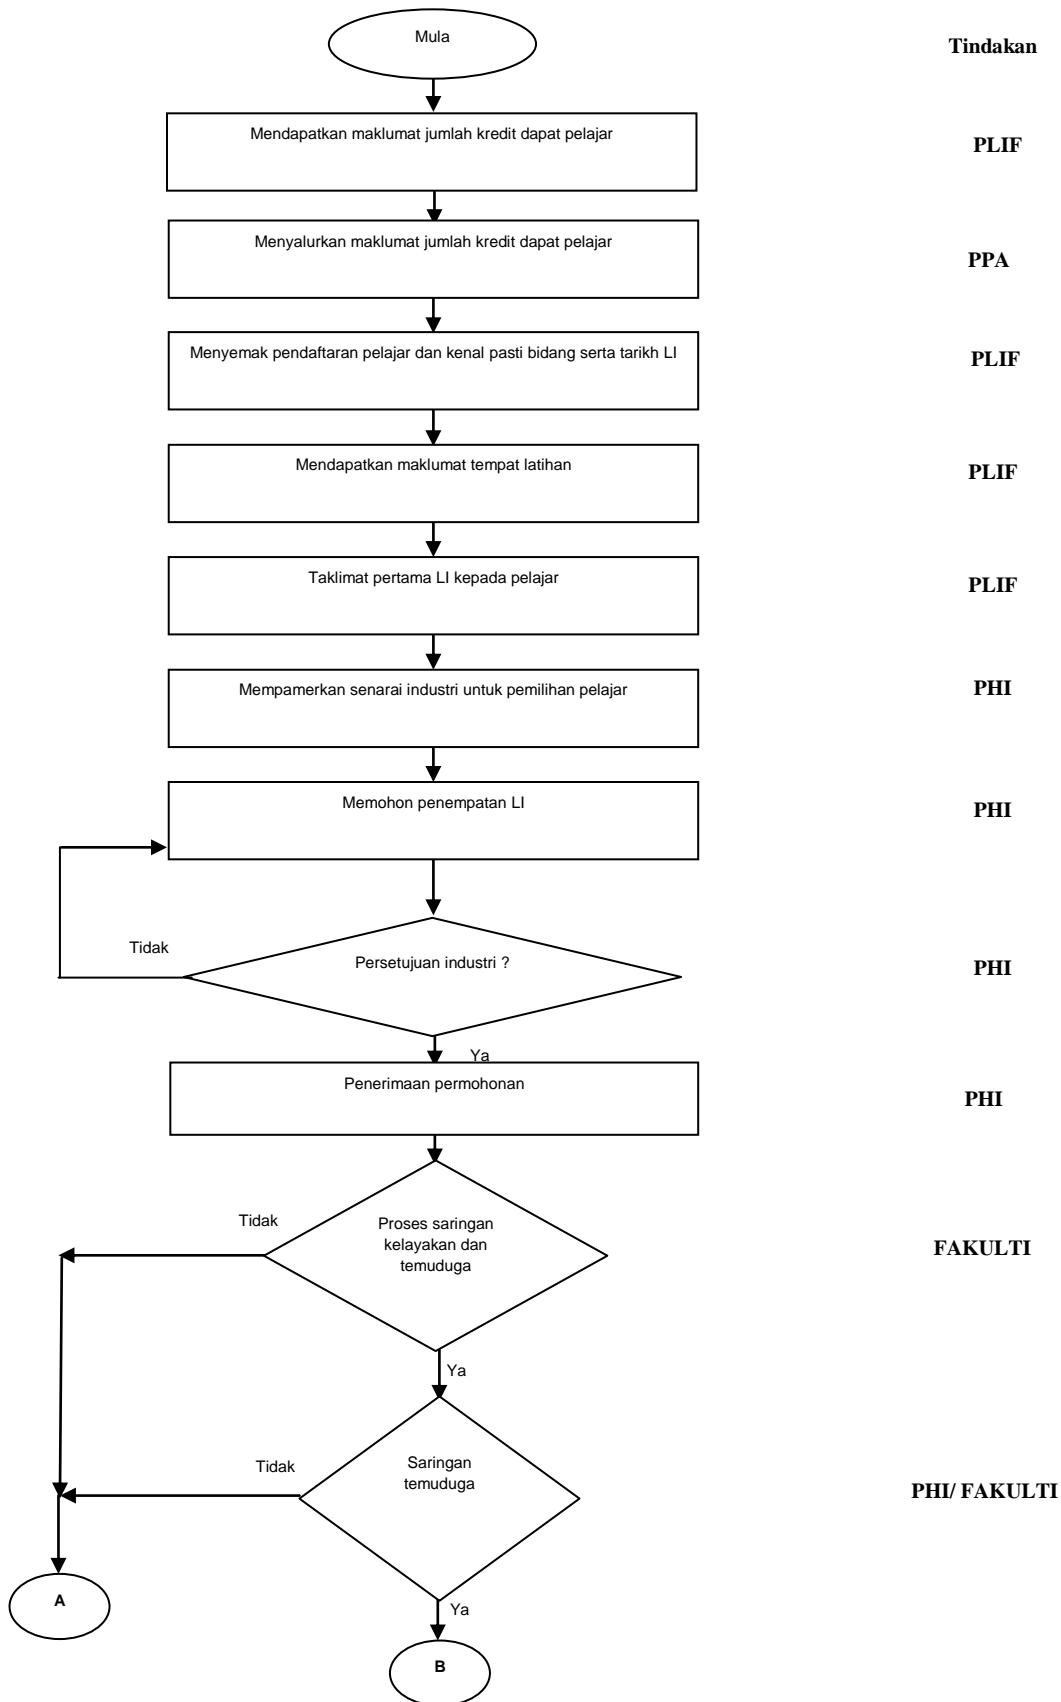 Mula
Tindakan
Mendapatkan maklumat jumlah kredit dapat pelajar
PLIF
Menyalurkan maklumat jumlah kredit dapat pelajar
PPA
Menyemak pendaftaran pelajar dan kenal pasti bidang serta tarikh LI
PLIF
Mendapatkan maklumat tempat latihan
PLIF
Taklimat pertama LI kepada pelajar
PLIF
Mempamerkan senarai industri untuk pemilihan pelajar
PHI
Memohon penempatan LI
PHI
Tidak
Persetujuan industri ?
PHI
Ya
Penerimaan permohonan
PHI
Tidak
Proses saringan
kelayakan dan
temuduga
FAKULTI
Ya
Tidak
Saringan
temuduga
PHI/ FAKULTI
A
Ya
B